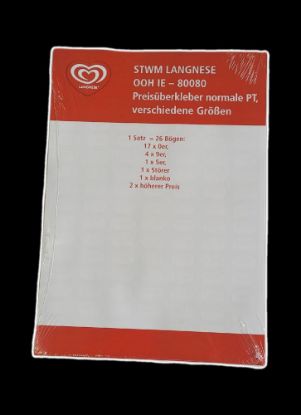 LANGNESE
STWM LANGNESE
OOH IE – 80080
Preisüberkleber normale PT,
verschiedene Größen
1 Satz = 26 Bögen:
17 x 0er,
4 x 9er,
1 x 5er,
1 x Störer
1 x blanko
2 x höherer Preis